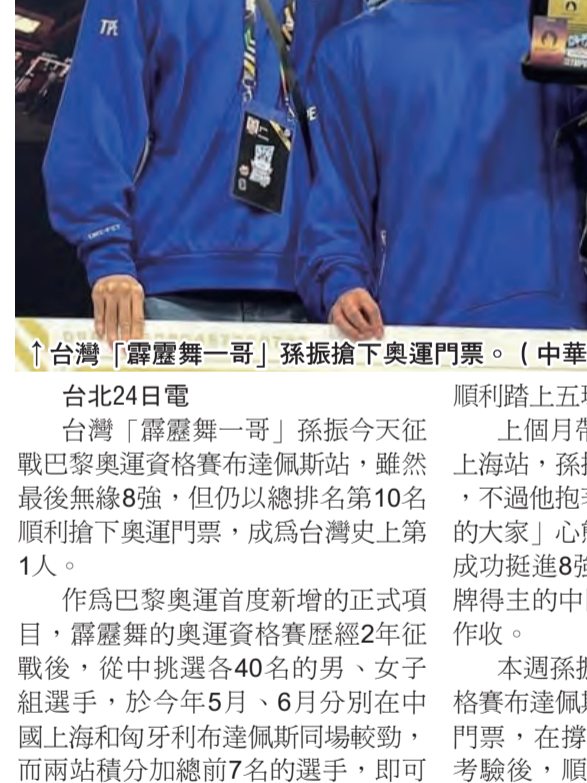 TPE
PE
↑台灣「霹靂舞一哥」孫振搶下奧運門票。(中華
台北24日電
台灣「霹靂舞一哥」孫振今天征
戰巴黎奧運資格賽布達佩斯站,雖然
最後無緣8強,但仍以總排名第10名
順利搶下奧運門票,成為台灣史上第
1人。
作為巴黎奧運首度新增的正式項
目,霹靂舞的奧運資格賽歷經2年征
戰後,從中挑選各40名的男、女子
組選手,於今年5月、6月分別在中
國上海和匈牙利布達佩斯同場較勁,
而兩站積分加總前7名的選手,即可
順利踏上五
上個月
上海站,孫
,不過他抱
的大家」心
成功挺進8強
牌得主的中
作收。
本週孫振
格賽布達佩
門票,在撐
考驗後,順